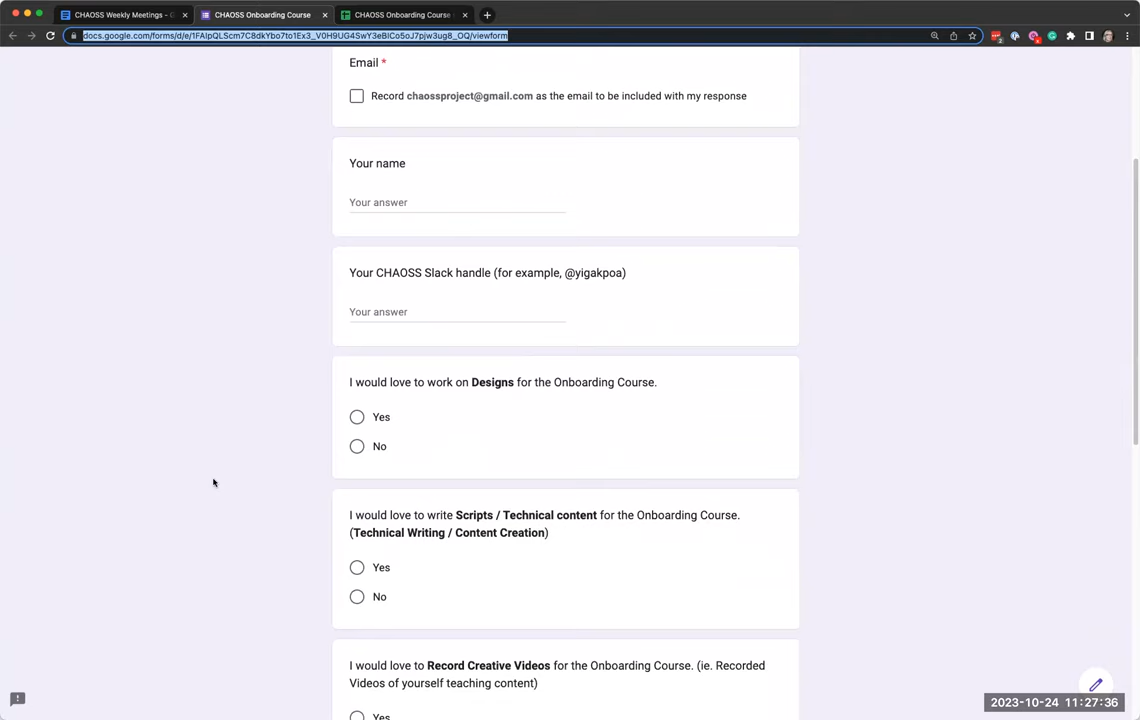 CHAOSS Weekly Meetings - G
CHAOSS Onboarding Course
CHAOSS Onboarding Course
docs.google.com/forms/d/e/1FAIpQLScm7C8dkYbo7to1Ex3_V0H9UG4SwY3eBICo5oJ7pjw3ug8_OQ/viewform
Email *
Record chaossproject@gmail.com as the email to be included with my response
Your name
Your answer
Your CHAOSS Slack handle (for example, @yigakpoa)
Your answer
I would love to work on Designs for the Onboarding Course.
Yes
No
I would love to write Scripts / Technical content for the Onboarding Course.
(Technical Writing / Content Creation)
Yes
No
I would love to Record Creative Videos for the Onboarding Course. (ie. Recorded
Videos of yourself teaching content)
Yes
2023-10-24 11:27:36